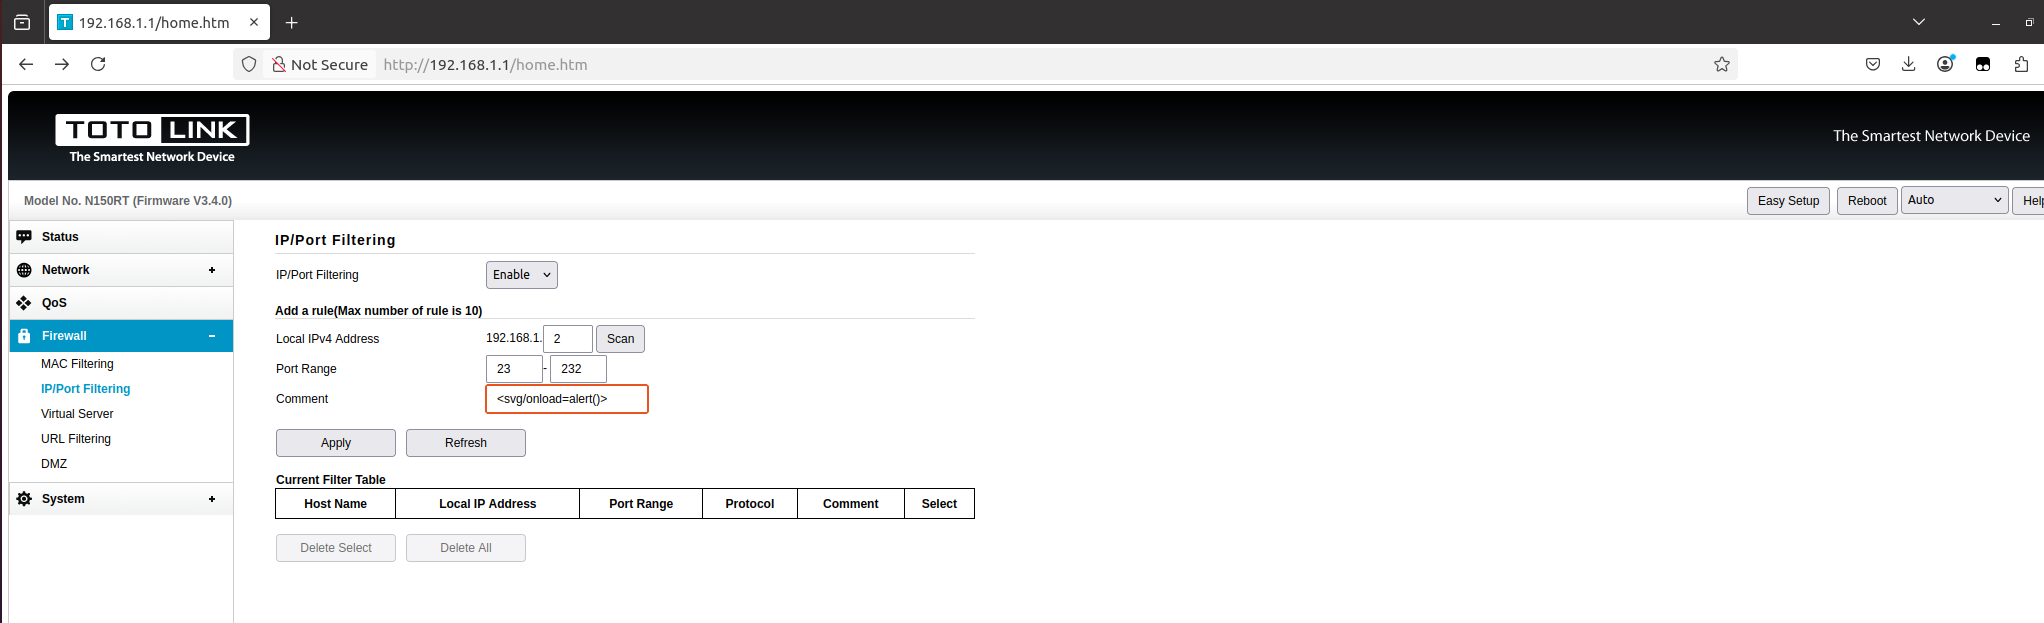 192.168.1.1/home.htm
Not Secure http://192.168.1.1/home.htm
TOTO LINK
The Smartest Network Device
The Smartest Network Device
Model No. N150RT (Firmware V3.4.0)
Easy Setup Reboot Auto Help
Status
Network +
QoS
Firewall -
MAC Filtering
IP/Port Filtering
Virtual Server
URL Filtering
DMZ
System +
IP/Port Filtering
IP/Port Filtering Enable
Add a rule(Max number of rule is 10)
Local IPv4 Address 192.168.1. 2 Scan
Port Range 23 - 232
Comment <svg/onload=alert()>
Apply Refresh
Current Filter Table
Host Name Local IP Address Port Range Protocol Comment Select
Delete Select Delete All